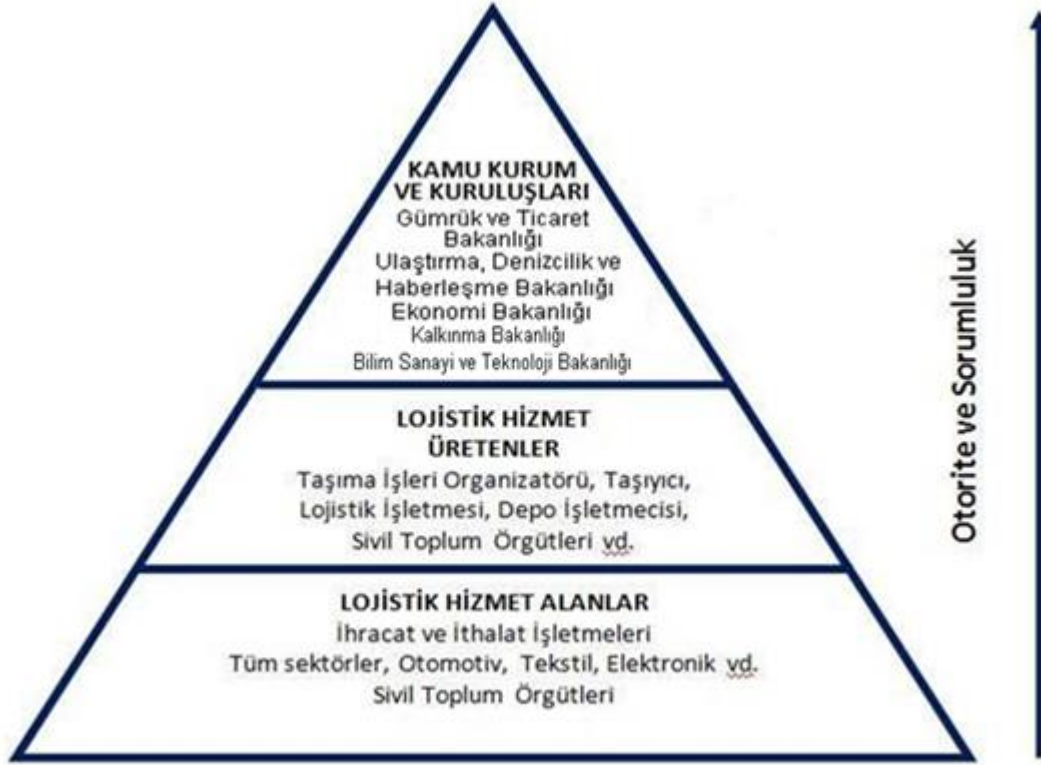 KAMU KURUM
VE KURULUŞLARI
Gümrük ve Ticaret
Bakanlığı
Ulaştırma, Denizcilik ve
Haberleşme Bakanlığı
Ekonomi Bakanlığı
Kalkınma Bakanlığı
Bilim Sanayi ve Teknoloji Bakanlığı
LOJİSTİK HİZMET
ÜRETENLER
Taşıma İşleri Organizatörü, Taşıyıcı,
Lojistik İşletmesi, Depo İşletmecisi,
Sivil Toplum Örgütleri vd.
LOJİSTİK HİZMET ALANLAR
İhracat ve İthalat İşletmeleri
Tüm sektörler, Otomotiv, Tekstil, Elektronik vd.
Sivil Toplum Örgütleri
Otorite ve Sorumluluk